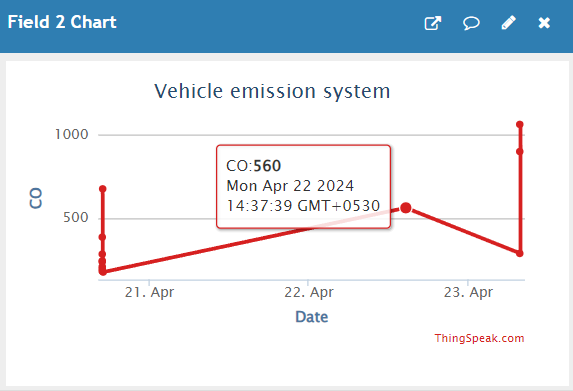 Field 2 Chart
Vehicle emission system
1000
500
CO
CO:560
Mon Apr 22 2024
14:37:39 GMT+0530
21. Apr
22. Apr
23. Apr
Date
ThingSpeak.com